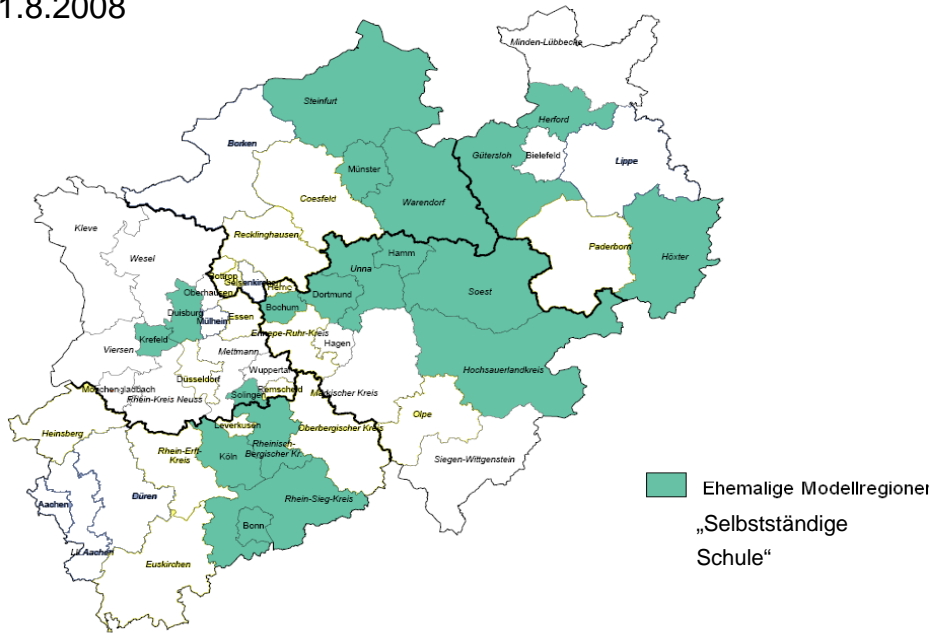 1.8.2008
Minden-Lübbecke
Steinfurt
Herford
Borken
Gütersloh
Bielefeld
Lippe
Münster
Coesfeld
Warendorf
Kleve
Recklinghausen
Paderborn
Höxter
Wesel
Unna
Hamm
Bottrop
Gelsenkirchen
Herne
Soest
Oberhausen
Dortmund
Bochum
Duisburg
Mülheim
Essen
Ennepe-Ruhr-Kreis
Krefeld
Hagen
Viersen
Mettmann
Wuppertal
Hochsauerlandkreis
Düsseldorf
Mönchengladbach
Rhein-Kreis Neuss
Solingen
Remscheid
Märkischer Kreis
Olpe
Leverkusen
Oberbergischer Kreis
Heinsberg
Rhein-Erft-
Kreis
Köln
Rheinisch-
Bergischer Kr.
Siegen-Wittgenstein
Düren
Rhein-Sieg-Kreis
Aachen
Bonn
Aachen
Euskirchen
Ehemalige Modellregionen
„Selbstständige
Schule“